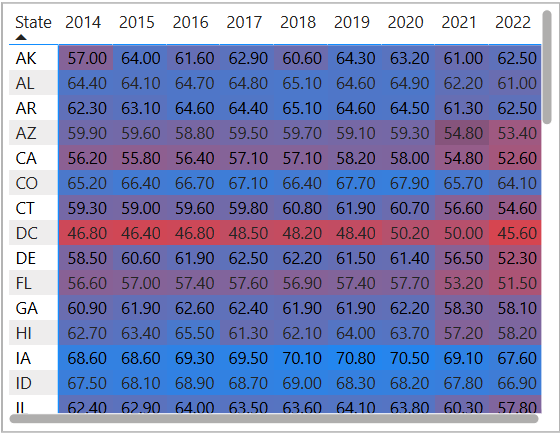 State 2014 2015 2016 2017 2018 2019 2020 2021 2022
AK 57.00 64.00 61.60 62.90 60.60 64.30 63.20 61.00 62.50
AL 64.40 64.10 64.70 64.80 65.10 64.60 64.90 62.20 61.00
AR 62.30 63.10 64.60 64.40 65.10 64.60 64.50 61.30 62.50
AZ 59.90 59.60 58.80 59.50 59.70 59.10 59.30 54.80 53.40
CA 56.20 55.80 56.40 57.10 57.10 58.20 58.00 54.80 52.60
CO 65.20 66.40 66.70 67.10 66.40 67.70 67.90 65.70 64.10
CT 59.30 59.00 59.60 59.80 60.80 61.90 60.70 56.60 54.60
DC 46.80 46.40 46.80 48.50 48.20 48.40 50.20 50.00 45.60
DE 58.50 60.60 61.90 62.50 62.20 61.50 61.40 56.50 52.30
FL 56.60 57.00 57.40 57.60 56.90 57.40 57.70 53.20 51.50
GA 60.90 61.90 62.60 62.40 61.90 61.90 62.20 58.30 58.10
HI 62.70 63.40 65.50 61.30 62.10 64.00 63.70 57.20 58.20
IA 68.60 68.60 69.30 69.50 70.10 70.80 70.50 69.10 67.60
ID 67.50 68.10 68.90 68.70 69.00 68.30 68.20 67.80 66.90
IL 62.40 62.90 64.00 63.50 63.60 64.10 63.80 60.30 57.80